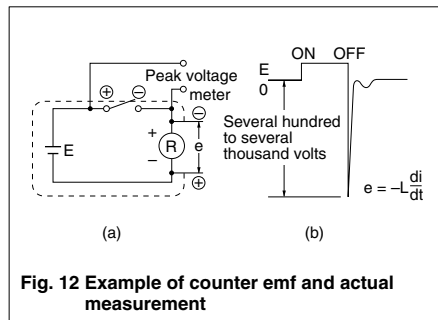 Peak voltage
meter
⊕ ⊖
E
+
−
R
e
⊖
⊕
(a)
ON OFF
E
0
Several hundred
to several
thousand volts
e = –L di/dt
(b)
Fig. 12 Example of counter emf and actual
measurement